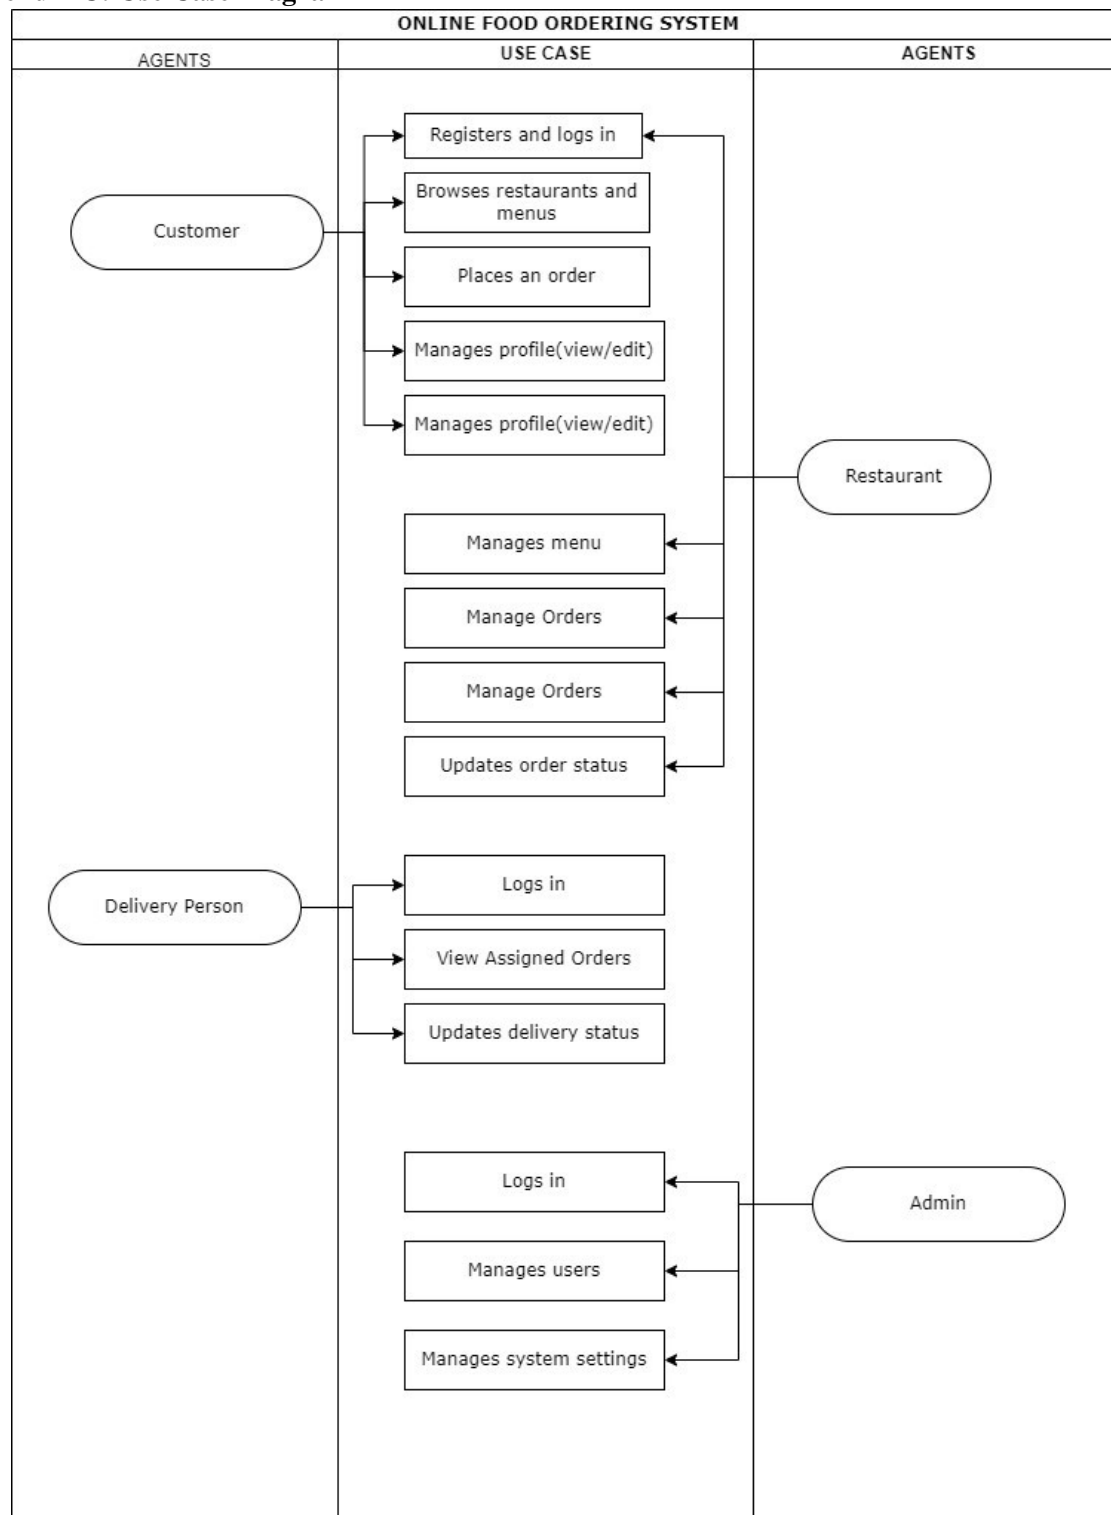 ONLINE FOOD ORDERING SYSTEM
AGENTS
USE CASE
AGENTS
Registers and logs in
Browses restaurants and
menus
Customer
Places an order
Manages profile(view/edit)
Manages profile(view/edit)
Restaurant
Manages menu
Manage Orders
Manage Orders
Updates order status
Logs in
Delivery Person
View Assigned Orders
Updates delivery status
Logs in
Admin
Manages users
Manages system settings